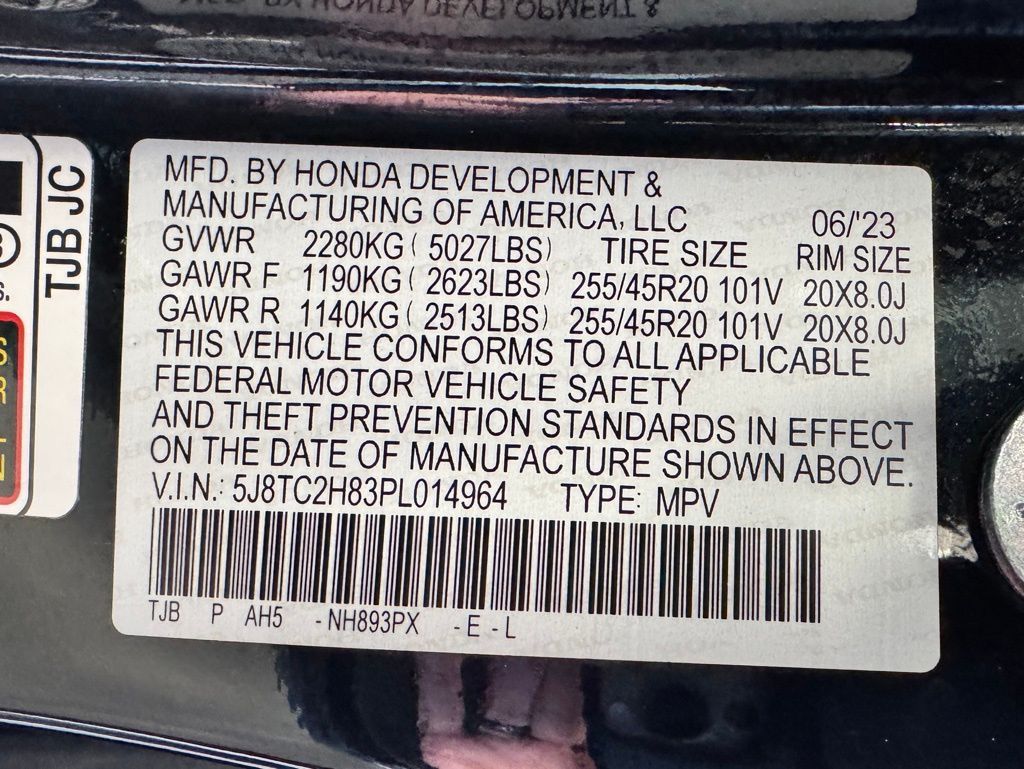 MFD. BY HONDA DEVELOPMENT &
MANUFACTURING OF AMERICA, LLC 06/'23
GVWR 2280KG ( 5027LBS) TIRE SIZE RIM SIZE
GAWR F 1190KG ( 2623LBS) 255/45R20 101V 20X8.0J
GAWR R 1140KG ( 2513LBS) 255/45R20 101V 20X8.0J
THIS VEHICLE CONFORMS TO ALL APPLICABLE
FEDERAL MOTOR VEHICLE SAFETY
AND THEFT PREVENTION STANDARDS IN EFFECT
ON THE DATE OF MANUFACTURE SHOWN ABOVE.
V.I.N.: 5J8TC2H83PL014964 TYPE: MPV
TJB P AH5 -NH893PX -E -L
TJB JC